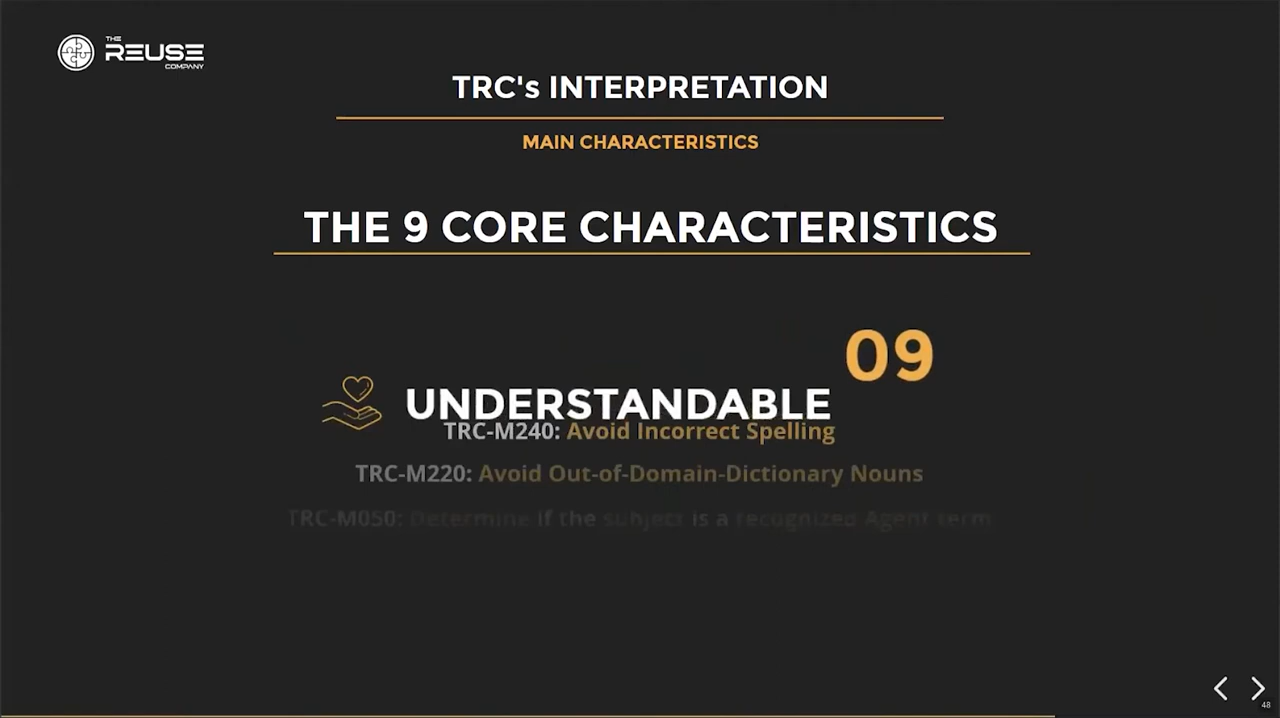 THE
REUSE
COMPANY
TRC's INTERPRETATION
MAIN CHARACTERISTICS
THE 9 CORE CHARACTERISTICS
09
UNDERSTANDABLE
TRC-M240: Avoid Incorrect Spelling
TRC-M220: Avoid Out-of-Domain-Dictionary Nouns
TRC-M050: Determine if the subject is a recognized Agent term
48